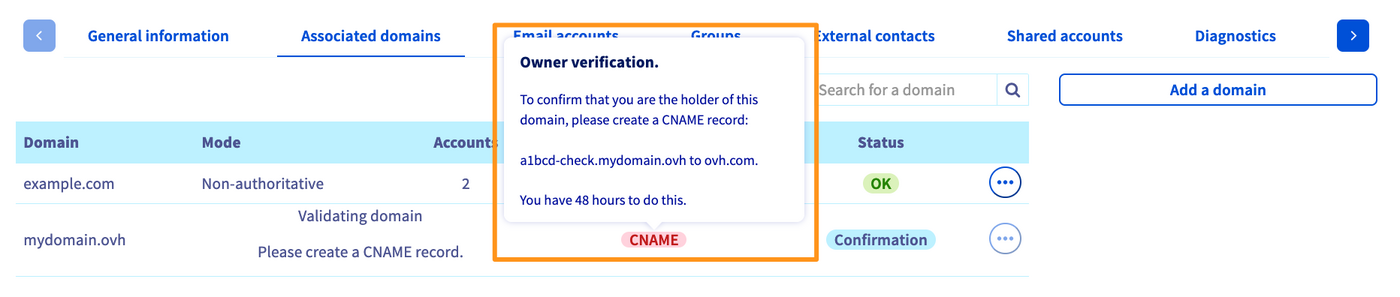 General information
Associated domains
Email accounts
Groups
External contacts
Shared accounts
Diagnostics
Owner verification.
To confirm that you are the holder of this
domain, please create a CNAME record:
a1bcd-check.mydomain.ovh to ovh.com.
You have 48 hours to do this.
Search for a domain
Add a domain
Domain
Mode
Accounts
Status
example.com
Non-authoritative
2
OK
mydomain.ovh
Validating domain
Please create a CNAME record.
CNAME
Confirmation